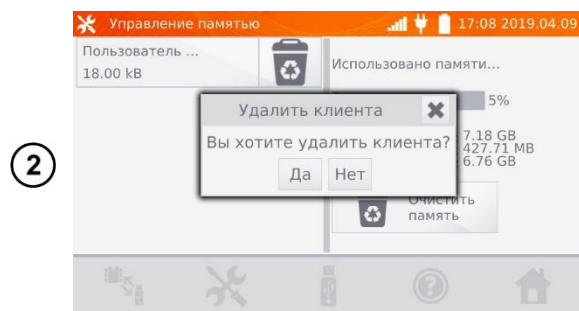 2
Управление памятью
17:08 2019.04.09
Пользователь ...
18.00 kB
Использовано памяти...
5%
7.18 GB
427.71 MB
6.76 GB
Удалить клиента
Вы хотите удалить клиента?
Да
Нет
Очистить
память